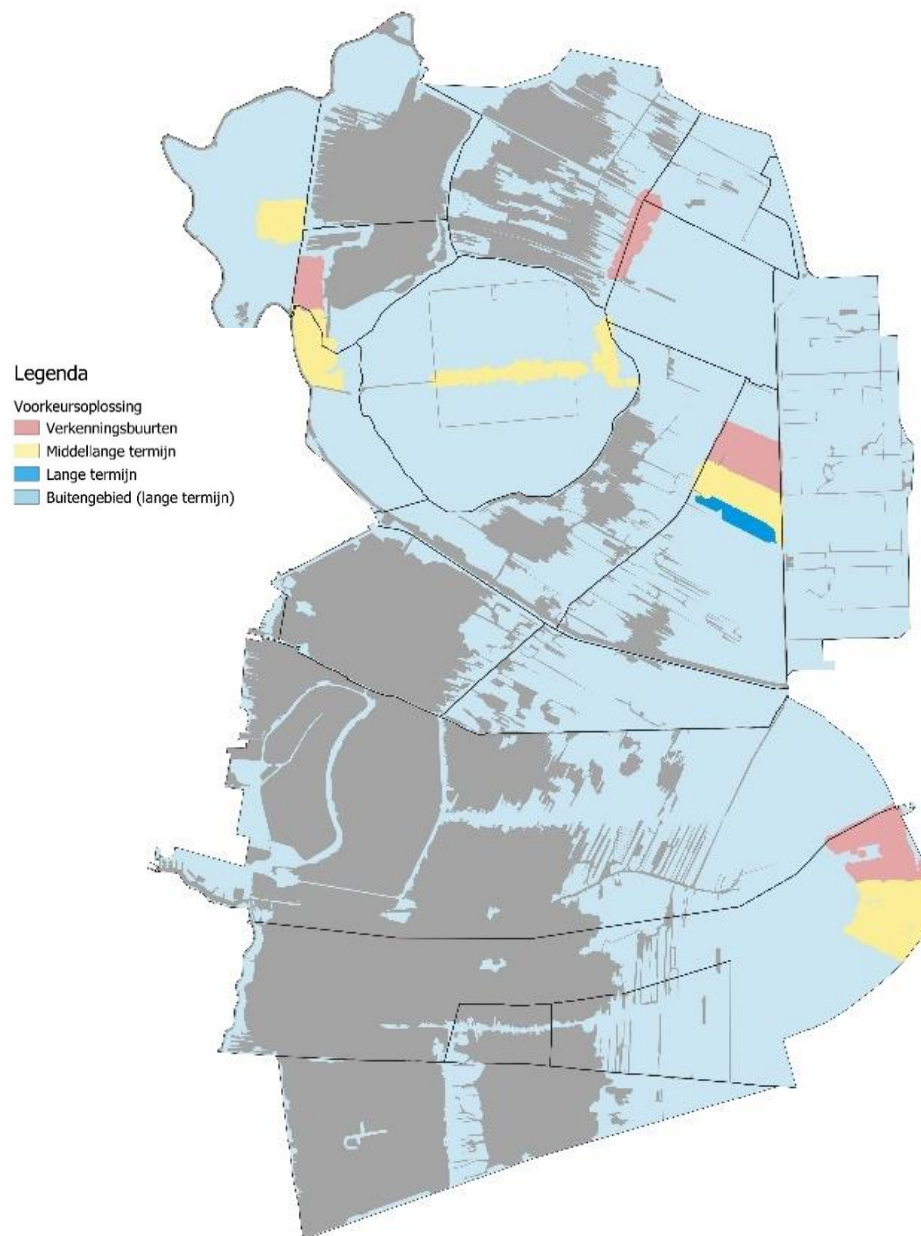 Legenda
Voorkeursoplossing
Verkenningsbuurten
Middellange termijn
Lange termijn
Buitengebied (lange termijn)